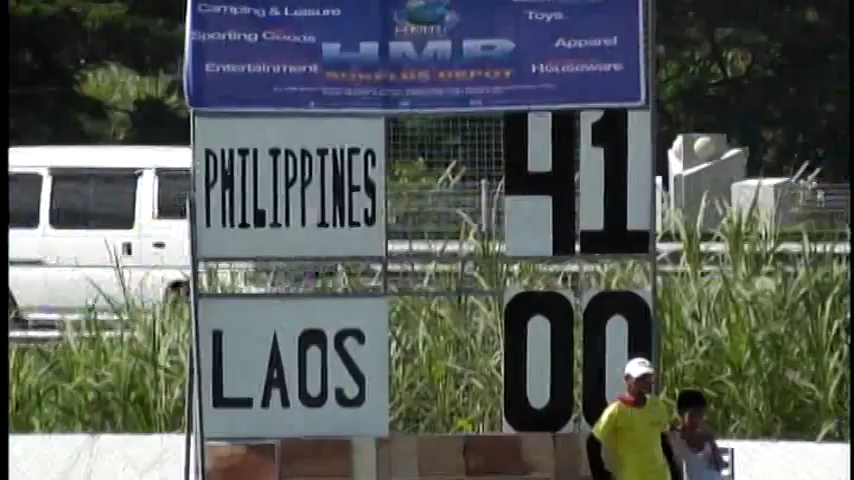 Camping & Leisure
Toys
Sporting Goods
HMR
Apparel
Entertainment
SURPLUS DEPOT
Houseware
PHILIPPINES 41
LAOS 00